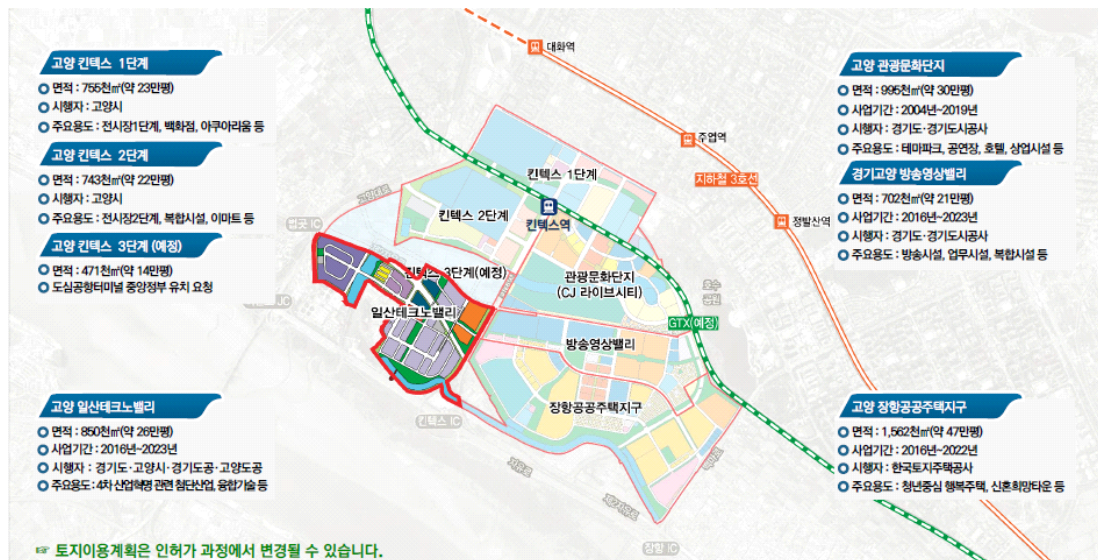 고양 킨텍스 1단계
면적 : 755천㎡(약 23만평)
시행자 : 고양시
주요용도 : 전시장1단계, 백화점, 아쿠아리움 등
고양 킨텍스 2단계
면적 : 743천㎡(약 22만평)
시행자 : 고양시
주요용도 : 전시장2단계, 복합시설, 이마트 등
고양 킨텍스 3단계 (예정)
면적 : 471천㎡(약 14만평)
도심공항터미널 중앙정부 유치 요청
고양 일산테크노밸리
면적 : 850천㎡(약 26만평)
사업기간 : 2016년~2023년
시행자 : 경기도·고양시·경기도공·고양도공
주요용도 : 4차 산업혁명 관련 첨단산업, 융합기술 등
대화역
주엽역
지하철 3호선
정발산역
킨텍스 1단계
킨텍스 2단계
킨텍스역
고양대로
법곳 IC
JC
킨텍스 3단계(예정)
관광문화단지
(CJ 라이브시티)
호수
공원
일산테크노밸리
GTX(예정)
방송영상밸리
장항공공주택지구
킨텍스 IC
자유로
제2자유로
장항 IC
고양 관광문화단지
면적 : 995천㎡(약 30만평)
사업기간 : 2004년~2019년
시행자 : 경기도·경기도시공사
주요용도 : 테마파크, 공연장, 호텔, 상업시설 등
경기고양 방송영상밸리
면적 : 702천㎡(약 21만평)
사업기간 : 2016년~2023년
시행자 : 경기도·경기도시공사
주요용도 : 방송시설, 업무시설, 복합시설 등
고양 장항공공주택지구
면적 : 1,562천㎡(약 47만평)
사업기간 : 2016년~2022년
시행자 : 한국토지주택공사
주요용도 : 청년중심 행복주택, 신혼희망타운 등
☞ 토지이용계획은 인허가 과정에서 변경될 수 있습니다.